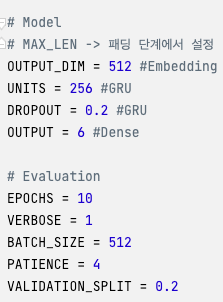 # Model
# MAX_LEN -> 패딩 단계에서 설정
OUTPUT_DIM = 512 #Embedding
UNITS = 256 #GRU
DROPOUT = 0.2 #GRU
OUTPUT = 6 #Dense
# Evaluation
EPOCHS = 10
VERBOSE = 1
BATCH_SIZE = 512
PATIENCE = 4
VALIDATION_SPLIT = 0.2